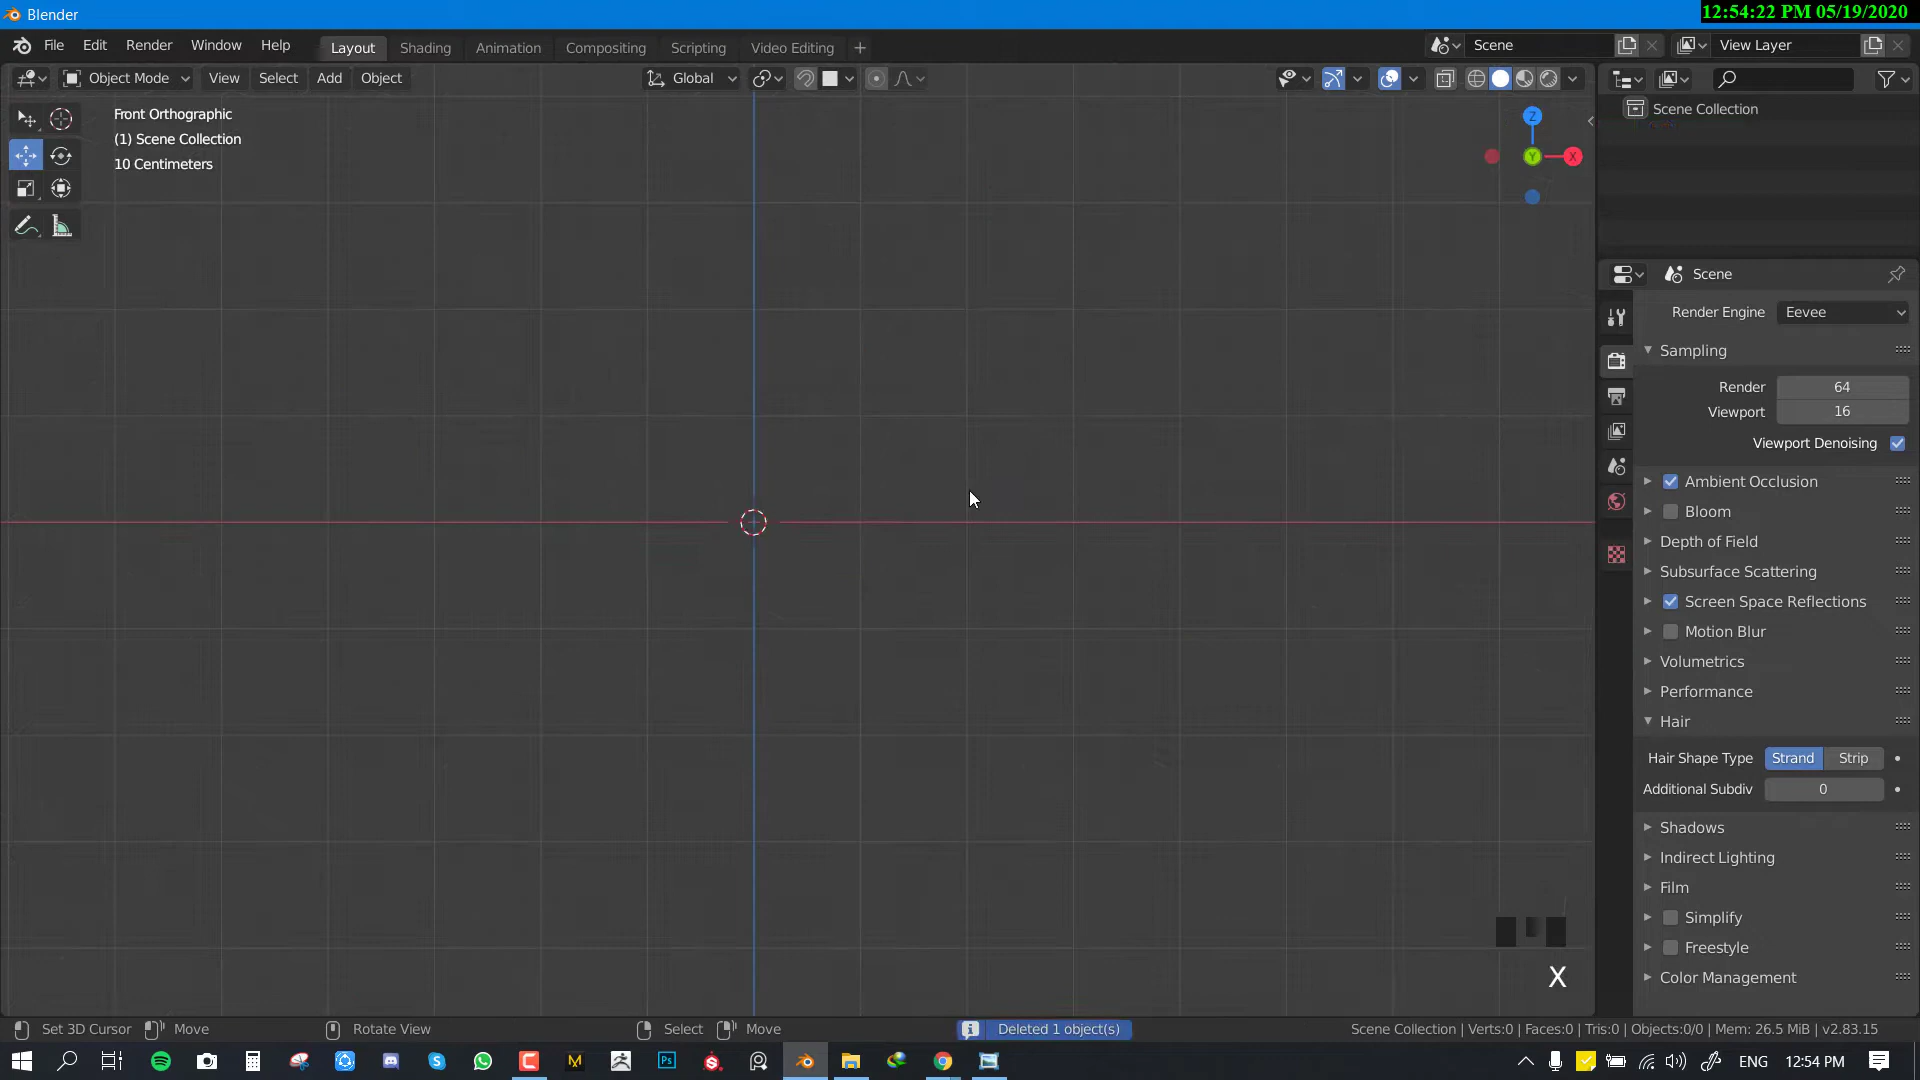 Blender
12:54:22 PM 05/19/2020
File Edit Render Window Help Layout Shading Animation Compositing Scripting Video Editing + Scene View Layer
Object Mode View Select Add Object Global
Front Orthographic
(1) Scene Collection
10 Centimeters
Z
Y
X
Scene Collection
Scene
Render Engine Eevee
Sampling
Render 64
Viewport 16
Viewport Denoising
Ambient Occlusion
Bloom
Depth of Field
Subsurface Scattering
Screen Space Reflections
Motion Blur
Volumetrics
Performance
Hair
Hair Shape Type Strand Strip
Additional Subdiv 0
Shadows
Indirect Lighting
Film
Simplify
Freestyle
Color Management
X
Set 3D Cursor Move Rotate View Select Move Deleted 1 object(s) Scene Collection | Verts:0 | Faces:0 | Tris:0 | Objects:0/0 | Mem: 26.5 MiB | v2.83.15
ENG 12:54 PM